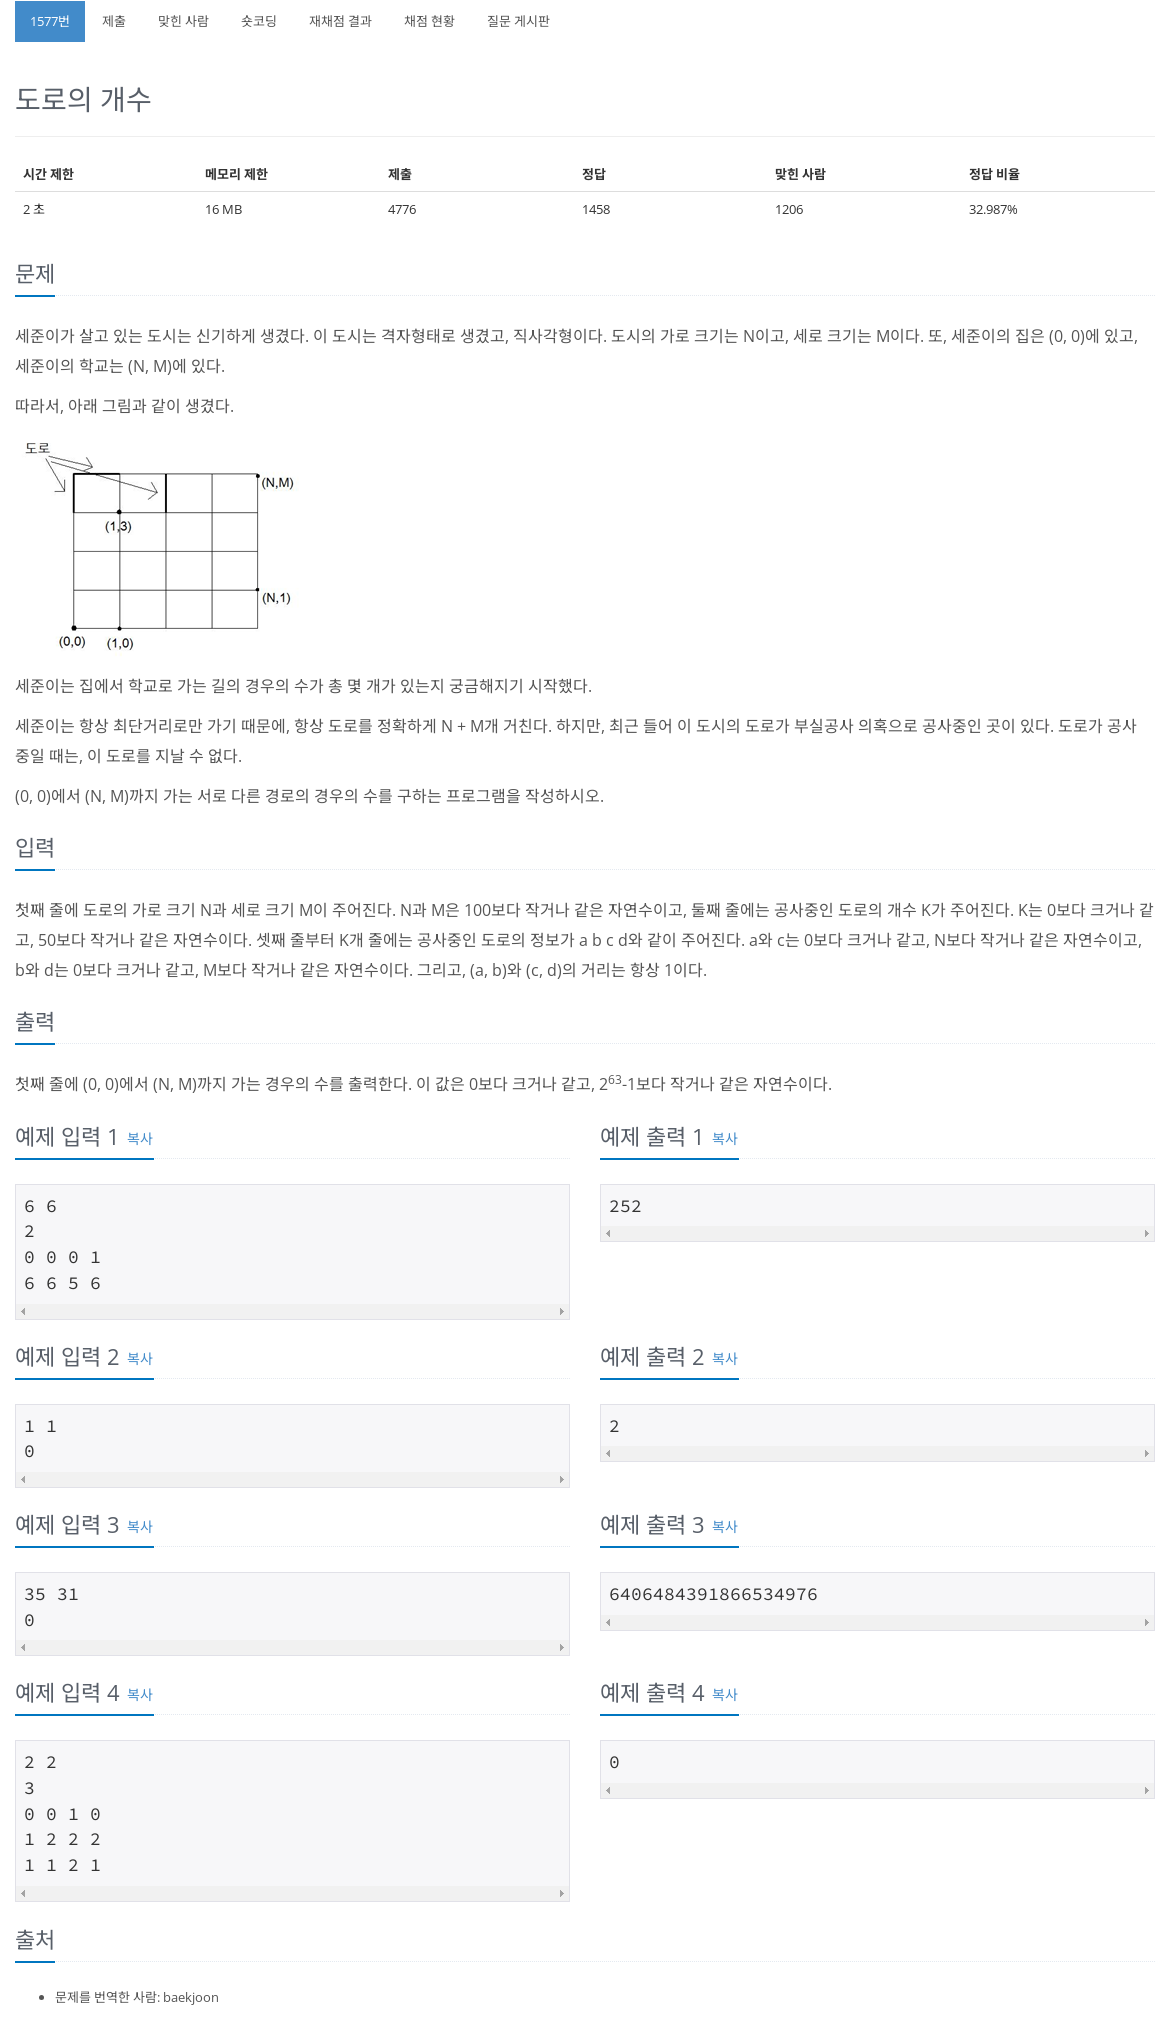 1577번 제출 맞힌 사람 숏코딩 재채점 결과 채점 현황 질문 게시판
도로의 개수
시간 제한 메모리 제한 제출 정답 맞힌 사람 정답 비율
2 초 16 MB 4776 1458 1206 32.987%
문제
세준이가 살고 있는 도시는 신기하게 생겼다. 이 도시는 격자형태로 생겼고, 직사각형이다. 도시의 가로 크기는 N이고, 세로 크기는 M이다. 또, 세준이의 집은 (0, 0)에 있고,
세준이의 학교는 (N, M)에 있다.
따라서, 아래 그림과 같이 생겼다.
도로
(N,M)
(1,3)
(N,1)
(0,0) (1,0)
세준이는 집에서 학교로 가는 길의 경우의 수가 총 몇 개가 있는지 궁금해지기 시작했다.
세준이는 항상 최단거리로만 가기 때문에, 항상 도로를 정확하게 N + M개 거친다. 하지만, 최근 들어 이 도시의 도로가 부실공사 의혹으로 공사중인 곳이 있다. 도로가 공사
중일 때는, 이 도로를 지날 수 없다.
(0, 0)에서 (N, M)까지 가는 서로 다른 경로의 경우의 수를 구하는 프로그램을 작성하시오.
입력
첫째 줄에 도로의 가로 크기 N과 세로 크기 M이 주어진다. N과 M은 100보다 작거나 같은 자연수이고, 둘째 줄에는 공사중인 도로의 개수 K가 주어진다. K는 0보다 크거나 같
고, 50보다 작거나 같은 자연수이다. 셋째 줄부터 K개 줄에는 공사중인 도로의 정보가 a b c d와 같이 주어진다. a와 c는 0보다 크거나 같고, N보다 작거나 같은 자연수이고,
b와 d는 0보다 크거나 같고, M보다 작거나 같은 자연수이다. 그리고, (a, b)와 (c, d)의 거리는 항상 1이다.
출력
첫째 줄에 (0, 0)에서 (N, M)까지 가는 경우의 수를 출력한다. 이 값은 0보다 크거나 같고, 2^63-1보다 작거나 같은 자연수이다.
예제 입력 1 복사
6 6
2
0 0 0 1
6 6 5 6
예제 출력 1 복사
252
예제 입력 2 복사
1 1
0
예제 출력 2 복사
2
예제 입력 3 복사
35 31
0
예제 출력 3 복사
6406484391866534976
예제 입력 4 복사
2 2
3
0 0 1 0
1 2 2 2
1 1 2 1
예제 출력 4 복사
0
출처
문제를 번역한 사람: baekjoon